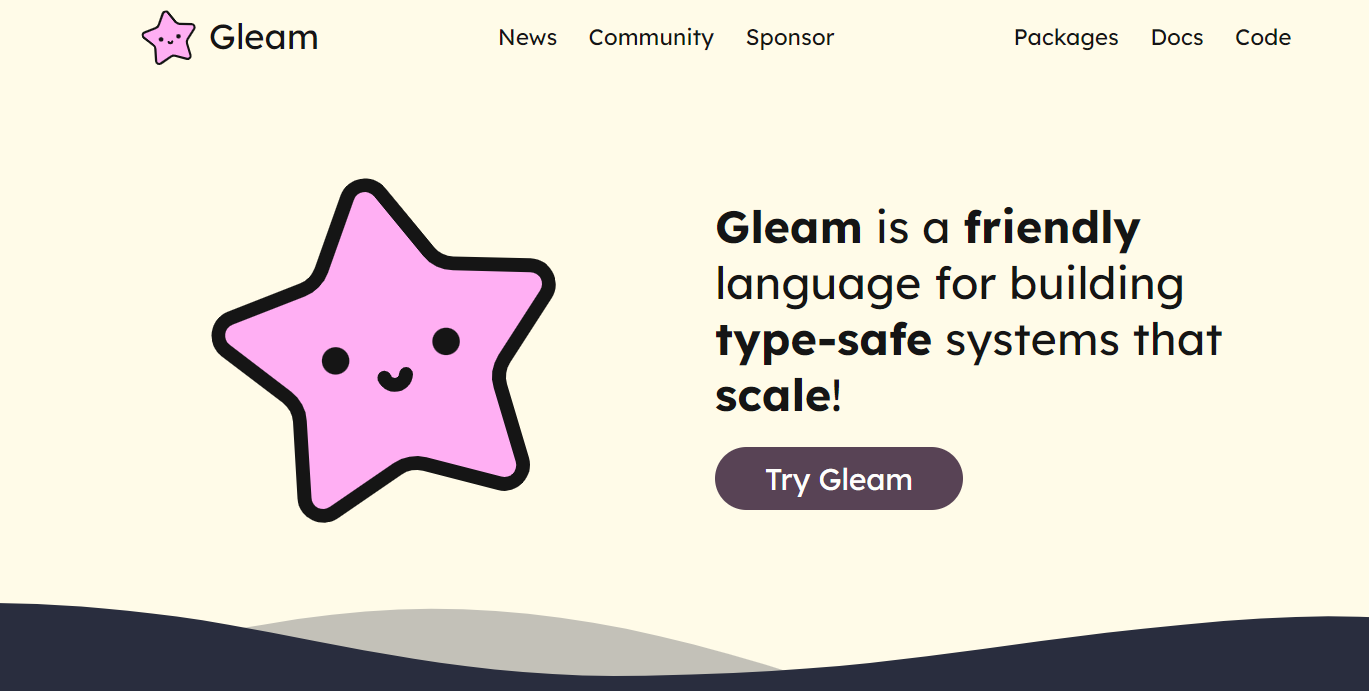 Gleam
News Community Sponsor
Packages Docs Code
Gleam is a friendly
language for building
type-safe systems that
scale!
Try Gleam